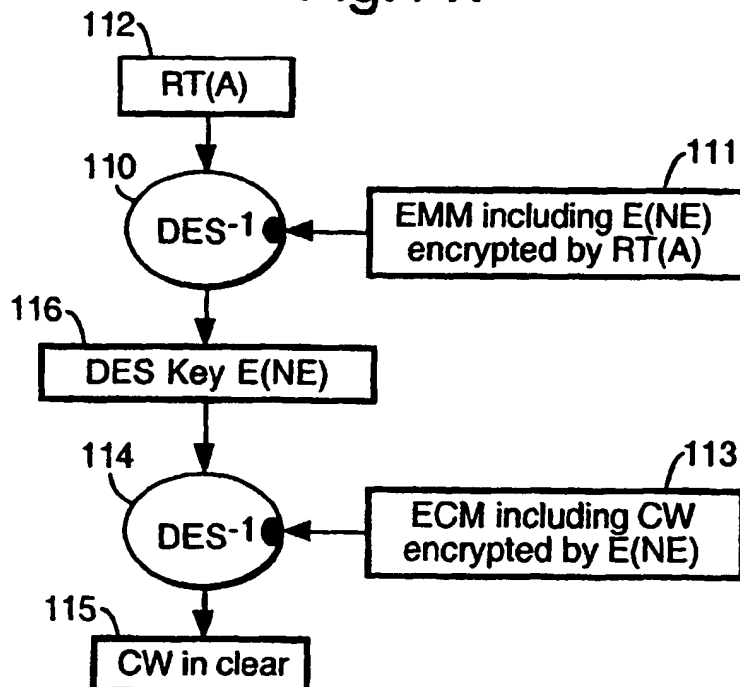 112
RT(A)
110
DES-1
111
EMM including E(NE)
encrypted by RT(A)
116
DES Key E(NE)
114
DES-1
113
ECM including CW
encrypted by E(NE)
115
CW in clear